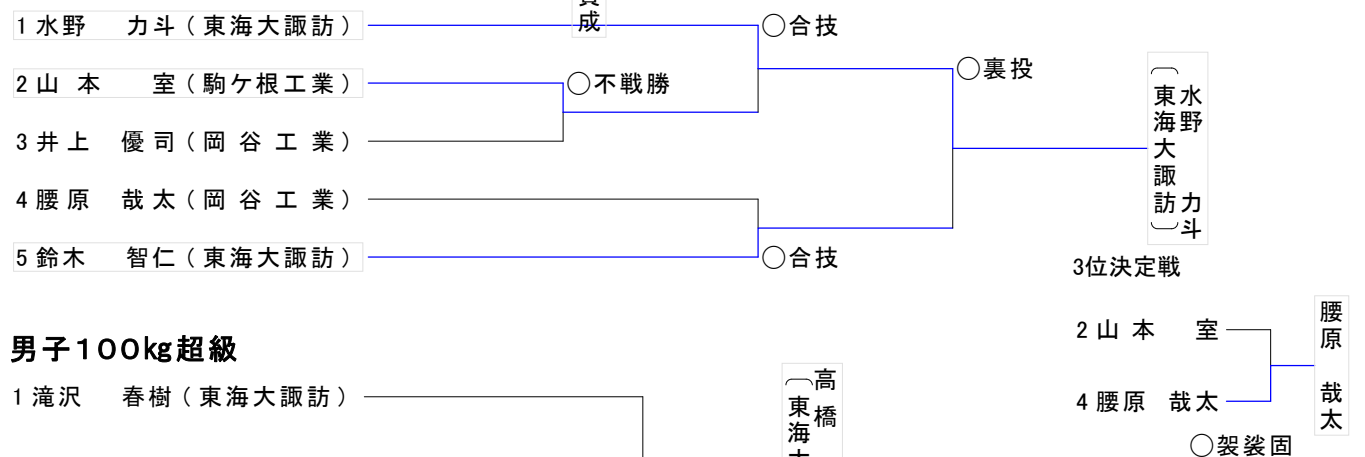 成
1 水野 力斗(東海大諏訪)
○合技
2 山本 室(駒ケ根工業)
○不戦勝
○裏投
3 井上 優司(岡谷工業)
4 腰原 哉太(岡谷工業)
5 鈴木 智仁(東海大諏訪)
○合技
水野 力斗
(東海大諏訪)
3位決定戦
2 山本 室
4 腰原 哉太
○袈裟固
腰原 哉太
男子100kg超級
1 滝沢 春樹(東海大諏訪)
高橋
(東海